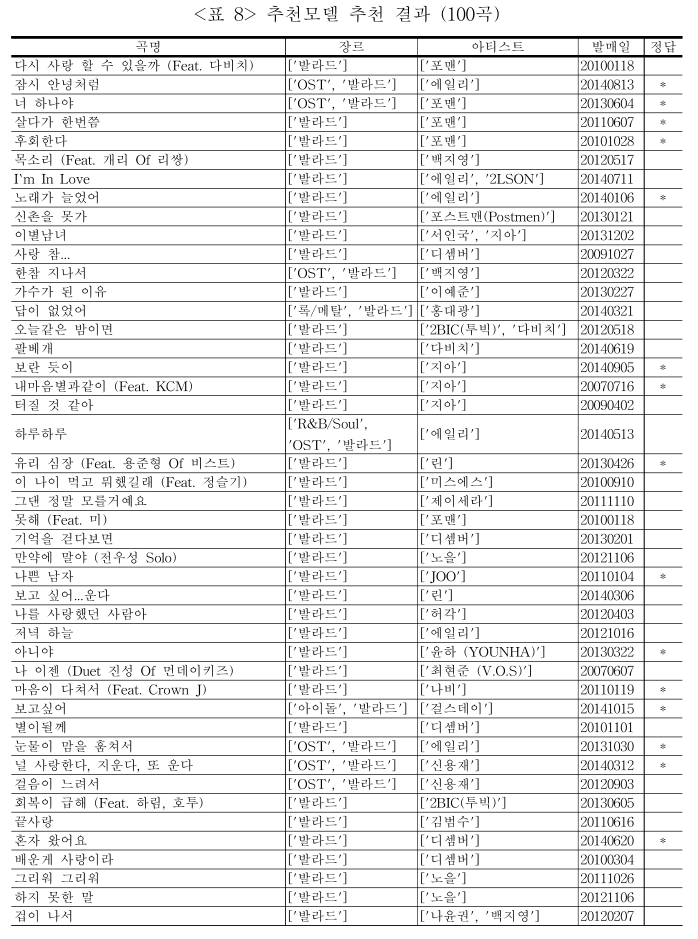 <표 8> 추천모델 추천 결과 (100곡)
곡명 장르 아티스트 발매일 정답
다시 사랑 할 수 있을까 (Feat. 다비치) ['발라드'] ['포맨'] 20100118
잠시 안녕처럼 ['OST', '발라드'] ['에일리'] 20140813 *
너 하나야 ['OST', '발라드'] ['포맨'] 20130604 *
살다가 한번쯤 ['발라드'] ['포맨'] 20110607 *
후회한다 ['발라드'] ['포맨'] 20101028 *
목소리 (Feat. 개리 Of 리쌍) ['발라드'] ['백지영'] 20120517
I'm In Love ['발라드'] ['에일리', '2LSON'] 20140711
노래가 늘었어 ['발라드'] ['에일리'] 20140106 *
신촌을 못가 ['발라드'] ['포스트맨(Postmen)'] 20130121
이별남녀 ['발라드'] ['서인국', '지아'] 20131202
사랑 참... ['발라드'] ['디셈버'] 20091027
한참 지나서 ['OST', '발라드'] ['백지영'] 20120322
가수가 된 이유 ['발라드'] ['이예준'] 20130227
답이 없었어 ['록/메탈', '발라드'] ['홍대광'] 20140321
오늘같은 밤이면 ['발라드'] ['2BIC(투빅)', '다비치'] 20120518
팔베개 ['발라드'] ['다비치'] 20140619
보란 듯이 ['발라드'] ['지아'] 20140905 *
내마음별과같이 (Feat. KCM) ['발라드'] ['지아'] 20070716 *
터질 것 같아 ['발라드'] ['지아'] 20090402
하루하루 ['R&B/Soul', 'OST', '발라드'] ['에일리'] 20140513
유리 심장 (Feat. 용준형 Of 비스트) ['발라드'] ['린'] 20130426 *
이 나이 먹고 뭐했길래 (Feat. 정슬기) ['발라드'] ['미스에스'] 20100910
그댄 정말 모를거예요 ['발라드'] ['제이세라'] 20111110
못해 (Feat. 미) ['발라드'] ['포맨'] 20100118
기억을 걷다보면 ['발라드'] ['디셈버'] 20130201
만약에 말야 (전우성 Solo) ['발라드'] ['노을'] 20121106
나쁜 남자 ['발라드'] ['JOO'] 20110104 *
보고 싶어...운다 ['발라드'] ['린'] 20140306
나를 사랑했던 사람아 ['발라드'] ['허각'] 20120403
저녁 하늘 ['발라드'] ['에일리'] 20121016
아니야 ['발라드'] ['윤하 (YOUNHA)'] 20130322 *
나 이젠 (Duet 진성 Of 먼데이키즈) ['발라드'] ['최현준 (V.O.S)'] 20070607
마음이 다쳐서 (Feat. Crown J) ['발라드'] ['나비'] 20110119 *
보고싶어 ['아이돌', '발라드'] ['걸스데이'] 20141015 *
별이될께 ['발라드'] ['디셈버'] 20101101
눈물이 맘을 훔쳐서 ['OST', '발라드'] ['에일리'] 20131030 *
널 사랑한다, 지운다, 또 운다 ['OST', '발라드'] ['신용재'] 20140312 *
걸음이 느려서 ['OST', '발라드'] ['신용재'] 20120903
회복이 급해 (Feat. 하림, 호투) ['발라드'] ['2BIC(투빅)'] 20130605
끝사랑 ['발라드'] ['김범수'] 20110616
혼자 왔어요 ['발라드'] ['디셈버'] 20140620 *
배운게 사랑이라 ['발라드'] ['디셈버'] 20100304
그리워 그리워 ['발라드'] ['노을'] 20111026
하지 못한 말 ['발라드'] ['노을'] 20121106
겁이 나서 ['발라드'] ['나윤권', '백지영'] 20120207